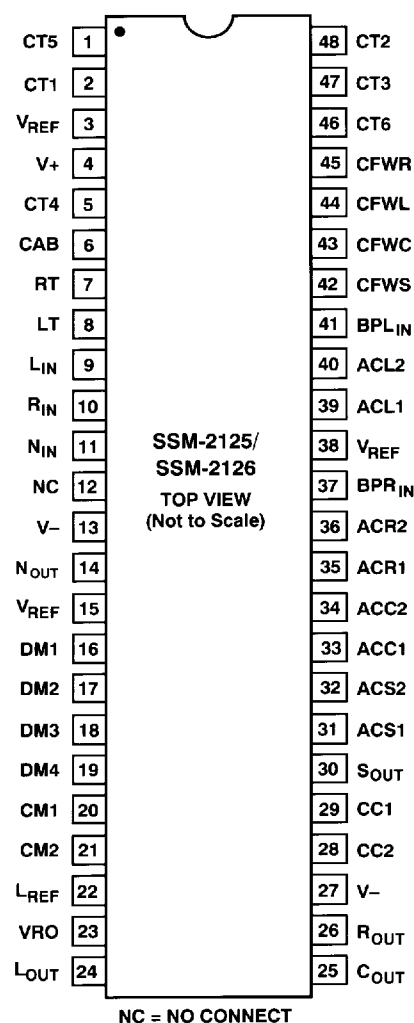 CT5 1 48 CT2
CT1 2 47 CT3
VREF 3 46 CT6
V+ 4 45 CFWR
CT4 5 44 CFWL
CAB 6 43 CFWC
RT 7 42 CFWS
LT 8 41 BPLIN
LIN 9 40 ACL2
RIN 10 39 ACL1
NIN 11 38 VREF
NC 12 37 BPRIN
V– 13 36 ACR2
NOUT 14 35 ACR1
VREF 15 34 ACC2
DM1 16 33 ACC1
DM2 17 32 ACS2
DM3 18 31 ACS1
DM4 19 30 SOUT
CM1 20 29 CC1
CM2 21 28 CC2
LREF 22 27 V–
VRO 23 26 ROUT
LOUT 24 25 COUT
SSM-2125/
SSM-2126
TOP VIEW
(Not to Scale)
NC = NO CONNECT